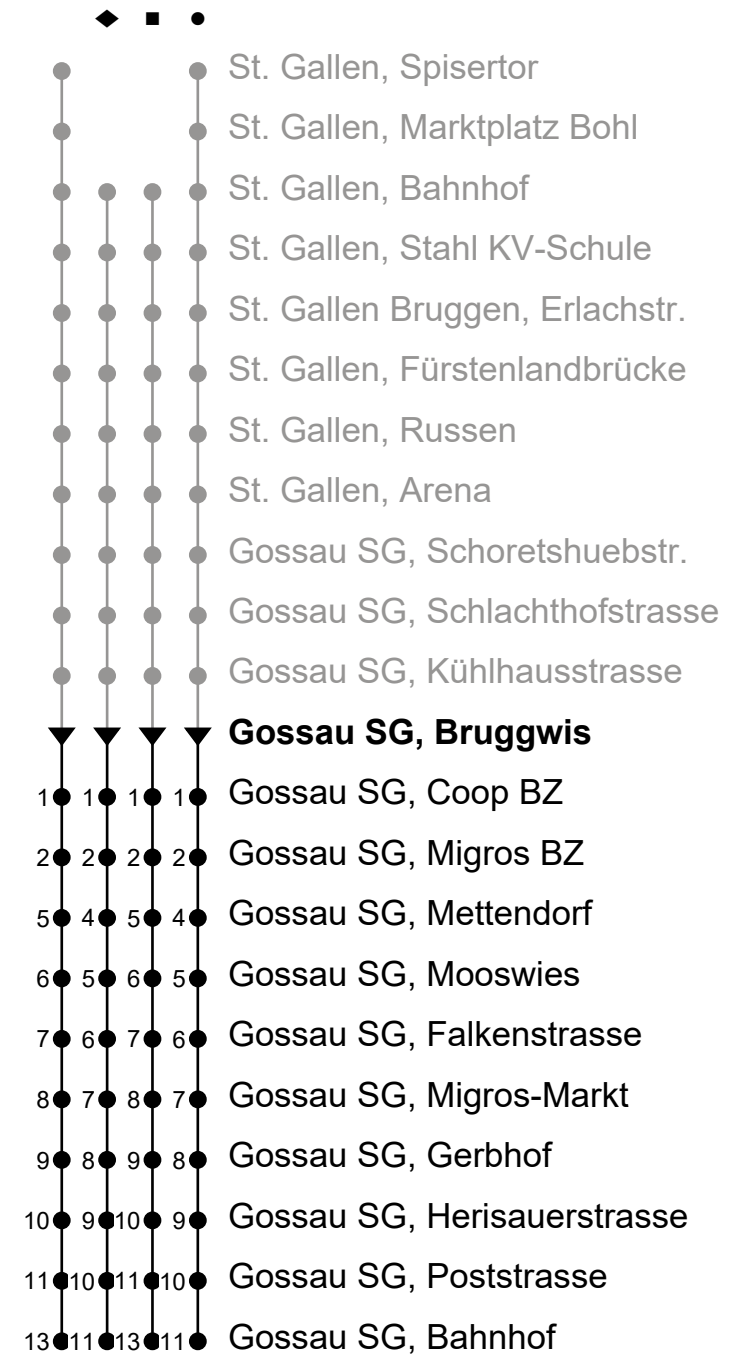 St. Gallen, Spisertor
St. Gallen, Marktplatz Bohl
St. Gallen, Bahnhof
St. Gallen, Stahl KV-Schule
St. Gallen Bruggen, Erlachstr.
St. Gallen, Fürstenlandbrücke
St. Gallen, Russen
St. Gallen, Arena
Gossau SG, Schoretshuebstr.
Gossau SG, Schlachthofstrasse
Gossau SG, Kühlhausstrasse
Gossau SG, Bruggwis
1 1 1 1 Gossau SG, Coop BZ
2 2 2 2 Gossau SG, Migros BZ
5 4 5 4 Gossau SG, Mettendorf
6 5 6 5 Gossau SG, Mooswies
7 6 7 6 Gossau SG, Falkenstrasse
8 7 8 7 Gossau SG, Migros-Markt
9 8 9 8 Gossau SG, Gerbhof
10 9 10 9 Gossau SG, Herisauerstrasse
11 10 11 10 Gossau SG, Poststrasse
13 11 13 11 Gossau SG, Bahnhof